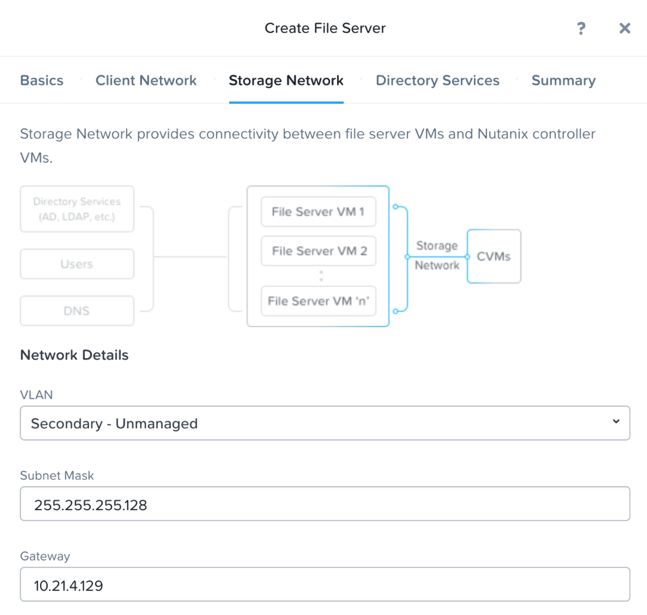 Create File Server
?
×
Basics
Client Network
Storage Network
Directory Services
Summary
Storage Network provides connectivity between file server VMs and Nutanix controller
VMs.
Directory Services
(AD, LDAP, etc.)
Users
DNS
File Server VM 1
File Server VM 2
File Server VM 'n'
Storage
Network
CVMs
Network Details
VLAN
Secondary - Unmanaged
Subnet Mask
255.255.255.128
Gateway
10.21.4.129